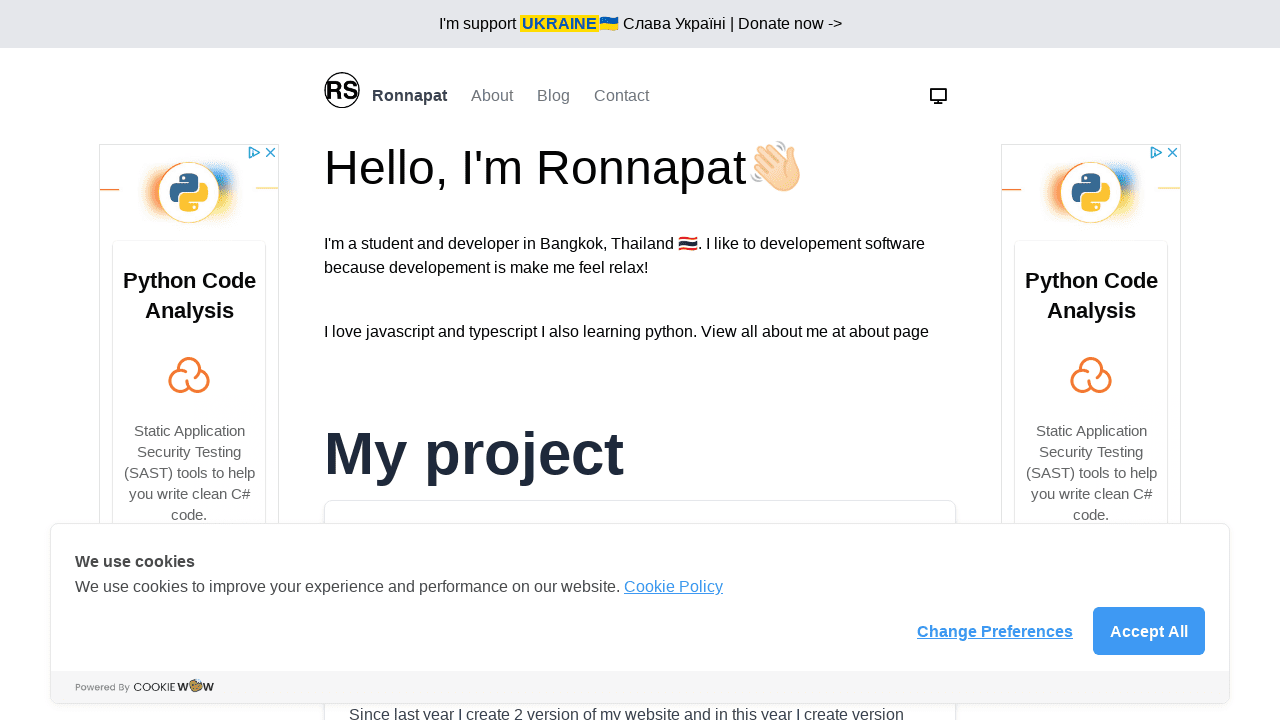 I'm support UKRAINE🇺🇦 Слава Україні | Donate now ->
RS Ronnapat About Blog Contact
Hello, I'm Ronnapat👋🏻
I'm a student and developer in Bangkok, Thailand 🇹🇭. I like to developement software
because developement is make me feel relax!
I love javascript and typescript I also learning python. View all about me at about page
My project
Python Code
Analysis
Static Application
Security Testing
(SAST) tools to help
you write clean C#
code.
Python Code
Analysis
Static Application
Security Testing
(SAST) tools to help
you write clean C#
code.
We use cookies
We use cookies to improve your experience and performance on our website. Cookie Policy
Change Preferences Accept All
Powered By COOKIE WOW
Since last year I create 2 version of my website and in this year I create version